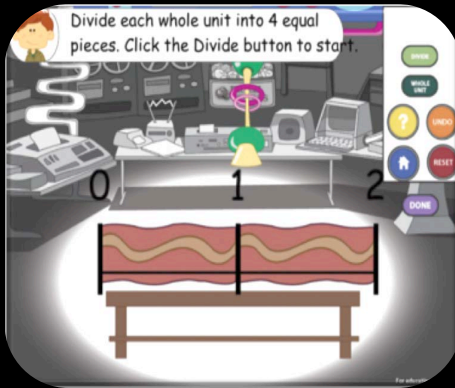 Divide each whole unit into 4 equal
pieces. Click the Divide button to start.
DIVIDE
WHOLE
UNIT
?
UNDO
RESET
0
1
2
DONE